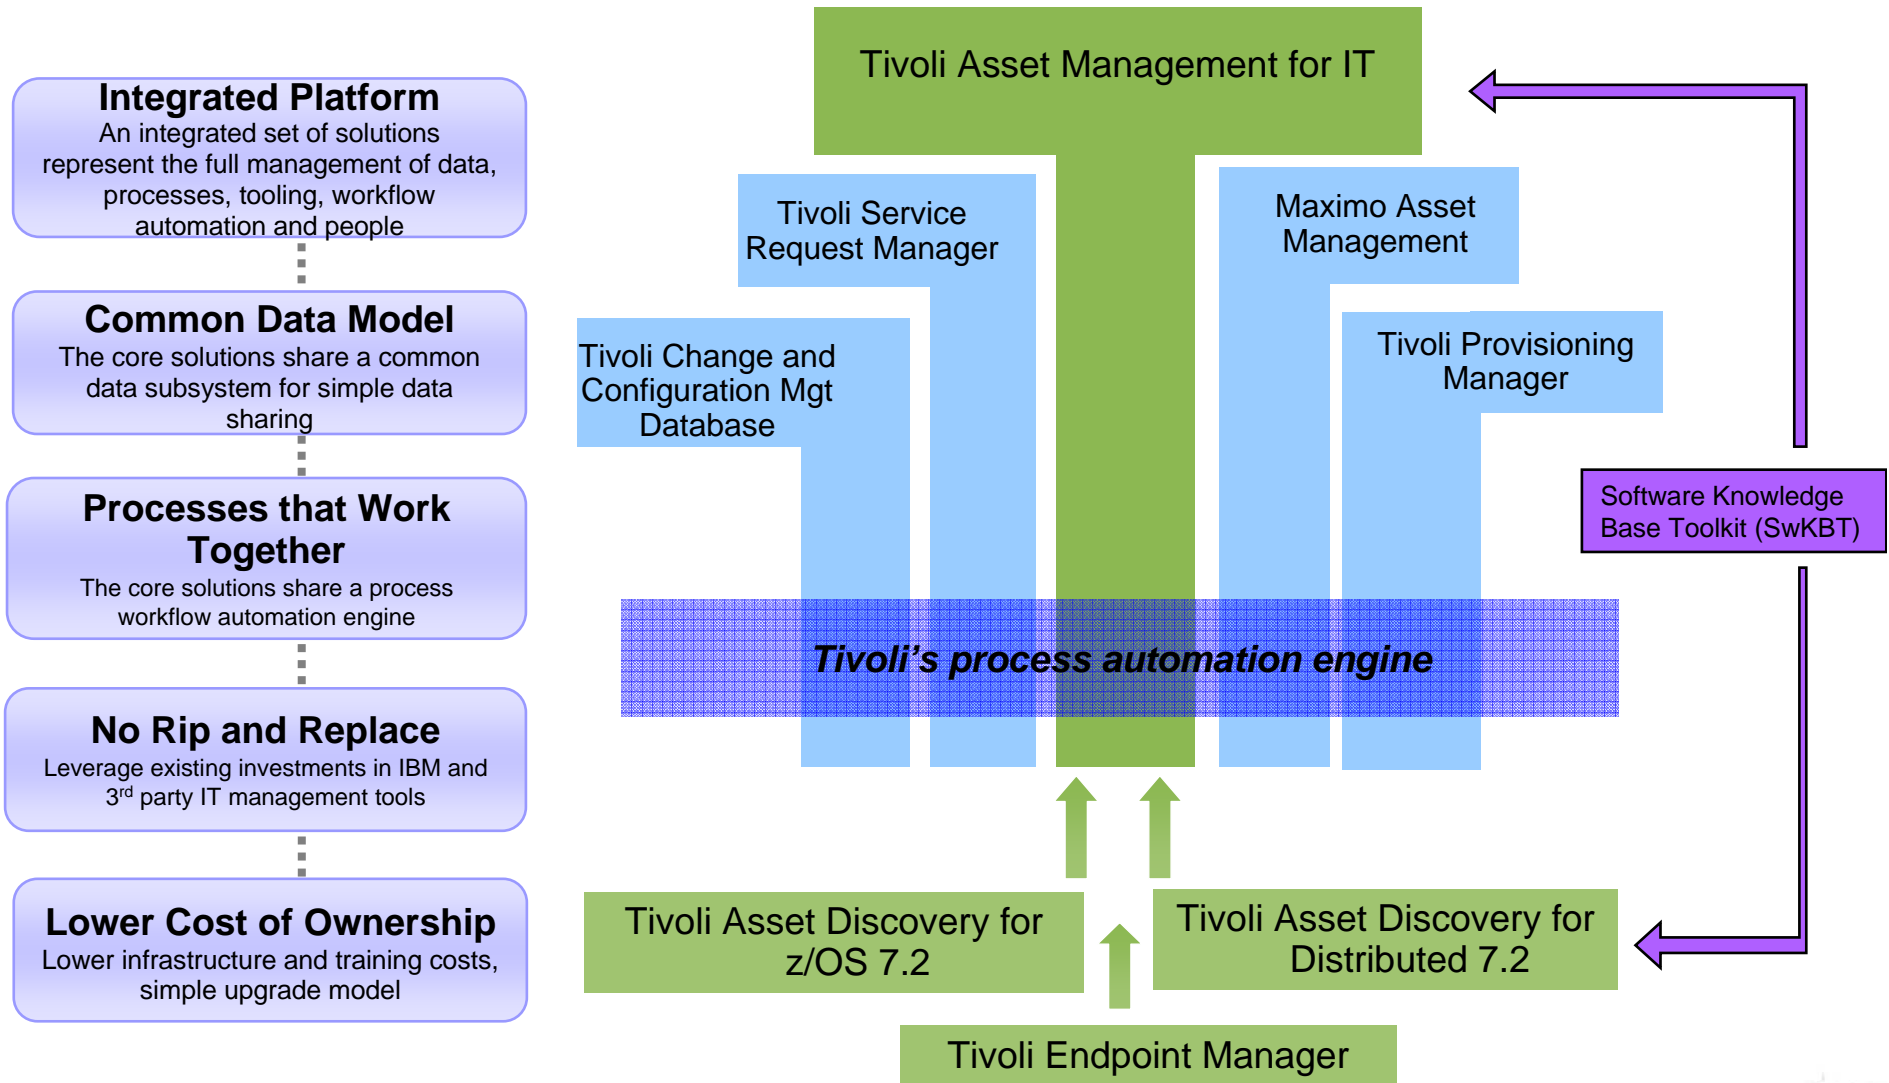 Integrated Platform
An integrated set of solutions
represent the full management of data,
processes, tooling, workflow
automation and people
Common Data Model
The core solutions share a common
data subsystem for simple data
sharing
Processes that Work
Together
The core solutions share a process
workflow automation engine
No Rip and Replace
Leverage existing investments in IBM and
3rd party IT management tools
Lower Cost of Ownership
Lower infrastructure and training costs,
simple upgrade model
Tivoli Asset Management for IT
Tivoli Service
Request Manager
Maximo Asset
Management
Tivoli Change and
Configuration Mgt
Database
Tivoli Provisioning
Manager
Software Knowledge
Base Toolkit (SwKBT)
Tivoli's process automation engine
Tivoli Asset Discovery for
z/OS 7.2
Tivoli Asset Discovery for
Distributed 7.2
Tivoli Endpoint Manager